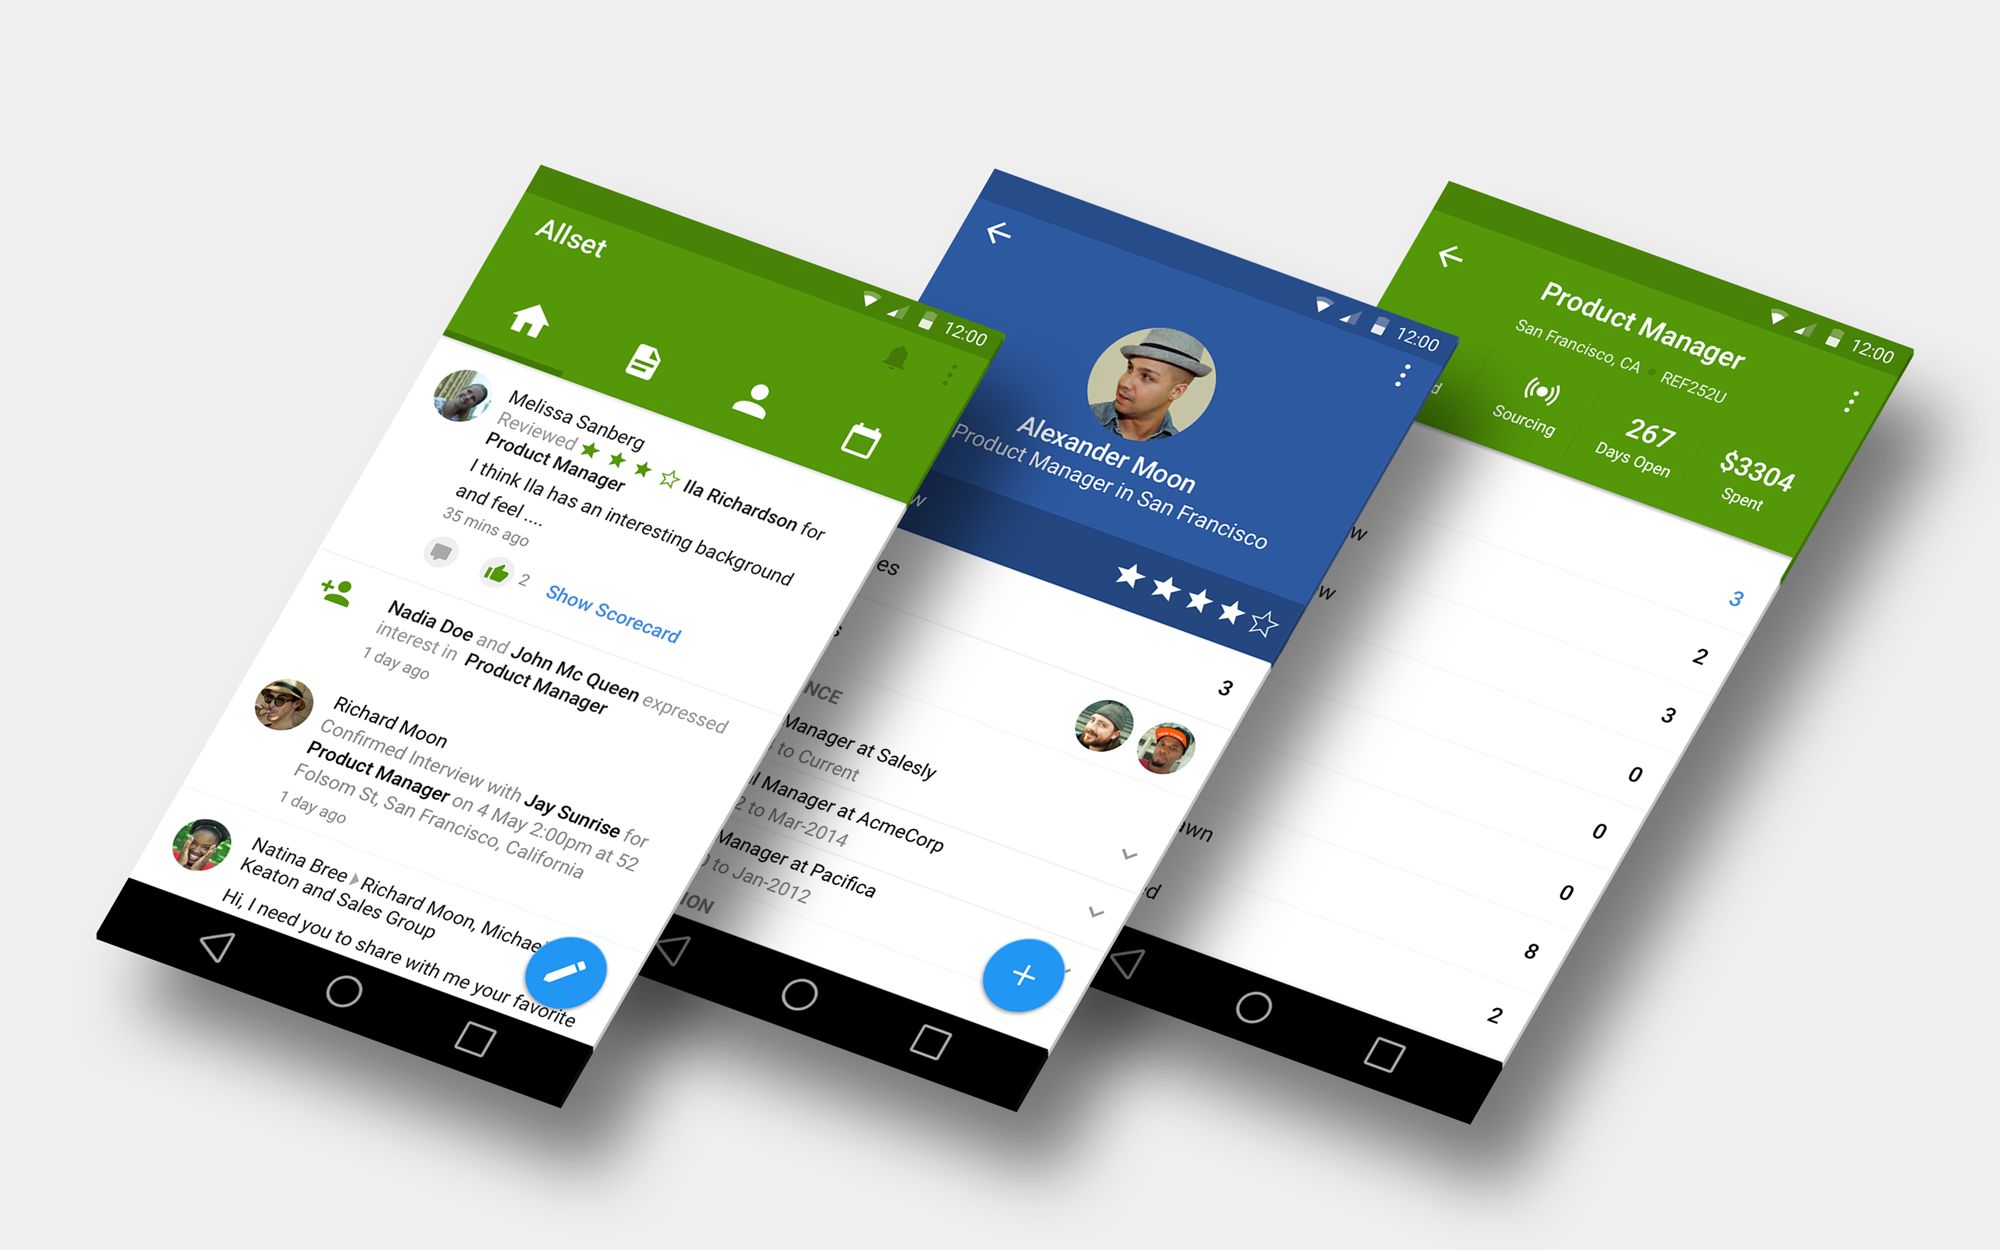 Allset
12:00
Melissa Sanberg
Reviewed Ila Richardson for
Product Manager
I think Ila has an interesting background
and feel ....
35 mins ago
2
Show Scorecard
Nadia Doe and John Mc Queen expressed
interest in Product Manager
1 day ago
Richard Moon
Confirmed Interview with Jay Sunrise for
Product Manager on 4 May 2:00pm at 52
Folsom St, San Francisco, California
1 day ago
Natina Bree Richard Moon, Michae
Keaton and Sales Group
Hi, I need you to share with me your favorite
12:00
Alexander Moon
Product Manager in San Francisco
w
es
s
3
NCE
Manager at Salesly
to Current
l Manager at AcmeCorp
2 to Mar-2014
Manager at Pacifica
0 to Jan-2012
ION
12:00
Product Manager
San Francisco, CA REF252U
d
Sourcing
267
Days Open
$3304
Spent
3
w
2
w
3
0
0
awn
0
ed
8
2